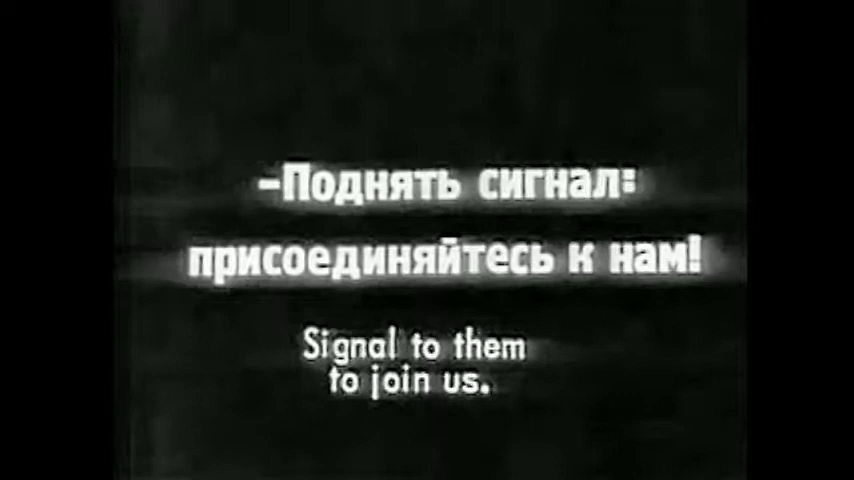 –Поднять сигнал:
присоединяйтесь к нам!
Signal to them
to join us.